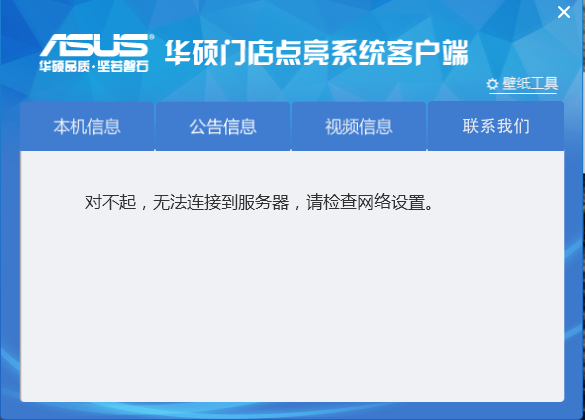 ASUS® 华硕门店点亮系统客户端
华硕品质·坚若磐石
壁纸工具
本机信息 公告信息 视频信息 联系我们
对不起，无法连接到服务器，请检查网络设置。